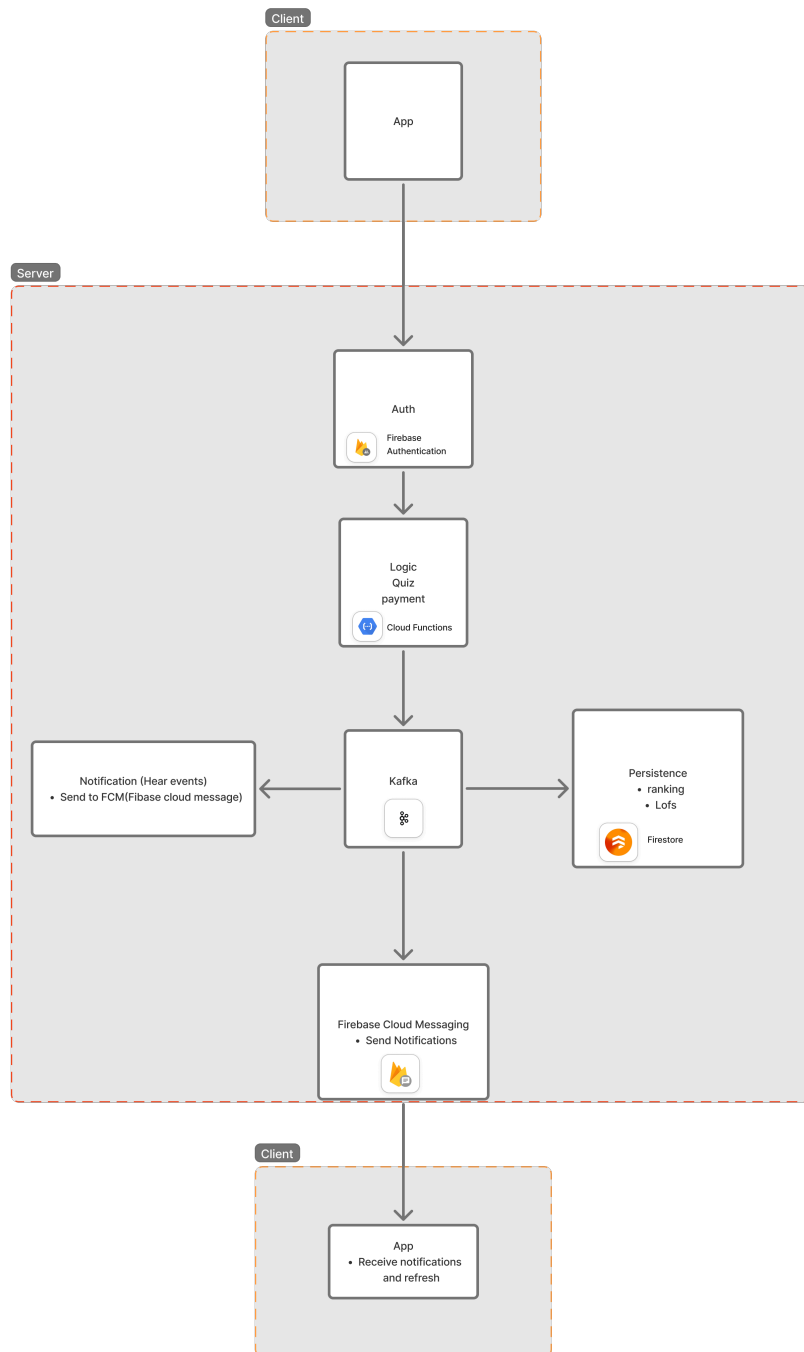 Client
App
Server
Auth
Firebase
Authentication
Logic
Quiz
payment
Cloud Functions
Notification (Hear events)
• Send to FCM(Fibase cloud message)
Kafka
Persistence
• ranking
• Lofs
Firestore
Firebase Cloud Messaging
• Send Notifications
Client
App
• Receive notifications
and refresh